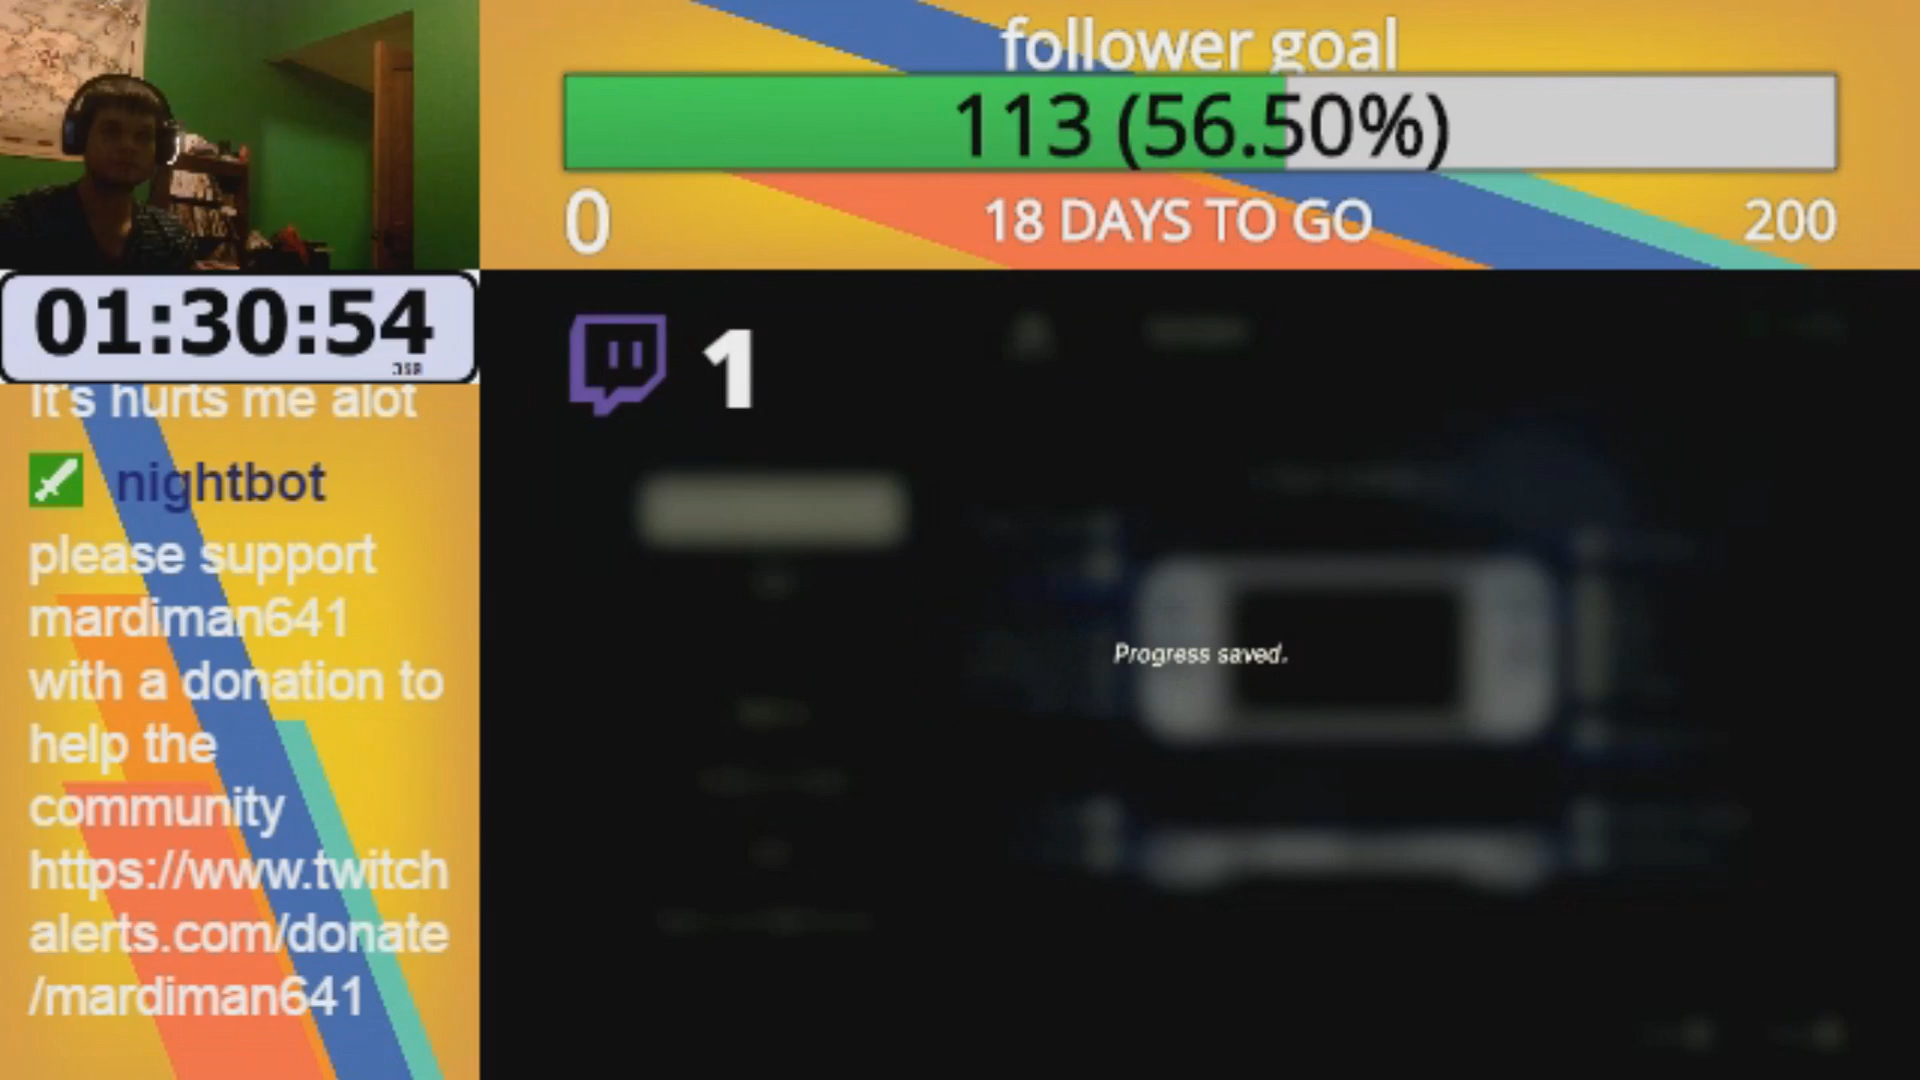 follower goal
113 (56.50%)
0
18 DAYS TO GO
200
01:30:54
1
It's hurts me alot
nightbot
please support
mardiman641
with a donation to
help the
community
https://www.twitch
alerts.com/donate
/mardiman641
Progress saved.